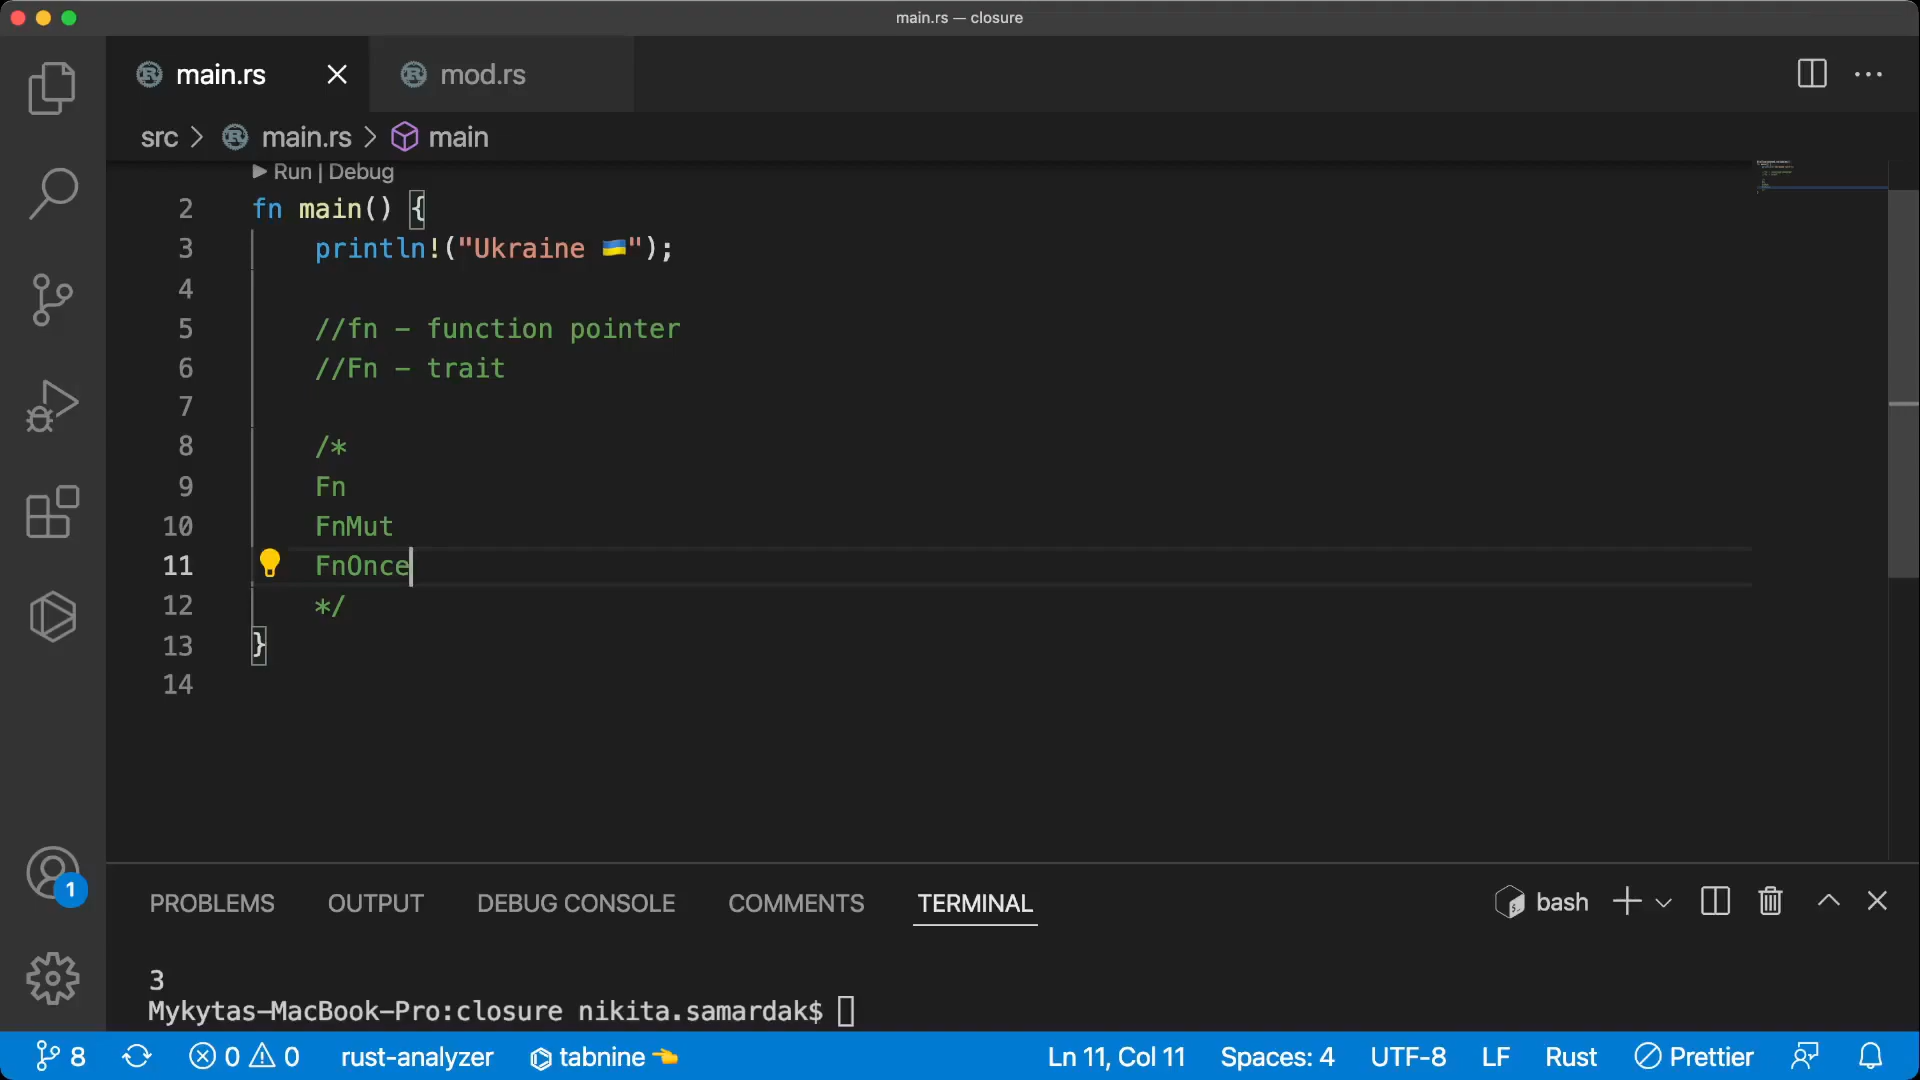 main.rs — closure
main.rs
mod.rs
src > main.rs > main
Run | Debug
2 fn main() {
3 println!("Ukraine 🇺🇦");
4
5 //fn - function pointer
6 //Fn - trait
7
8 /*
9 Fn
10 FnMut
11 FnOnce
12 */
13 }
14
PROBLEMS OUTPUT DEBUG CONSOLE COMMENTS TERMINAL bash
3
Mykytas-MacBook-Pro:closure nikita.samardak$
8 0 0 rust-analyzer tabnine 👈 Ln 11, Col 11 Spaces: 4 UTF-8 LF Rust Prettier
1